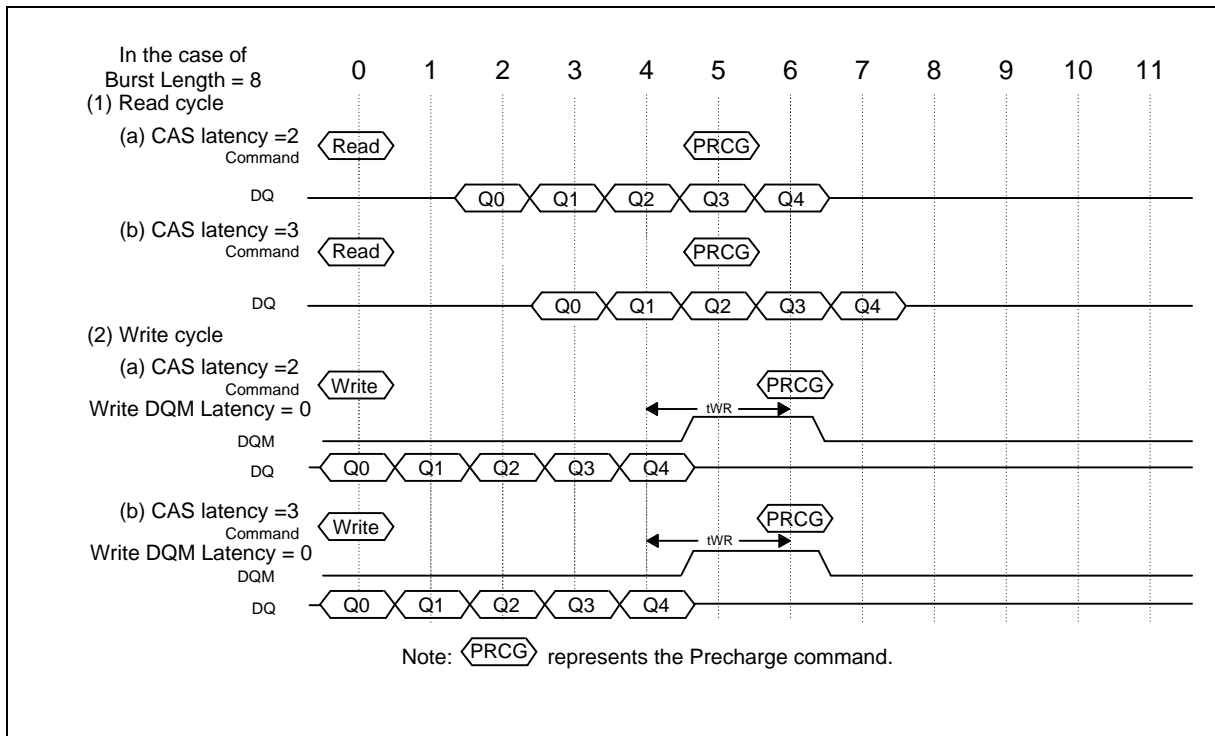 In the case of
Burst Length = 8
0 1 2 3 4 5 6 7 8 9 10 11
(1) Read cycle
(a) CAS latency =2
Command
Read PRCG
DQ
Q0 Q1 Q2 Q3 Q4
(b) CAS latency =3
Command
Read PRCG
DQ
Q0 Q1 Q2 Q3 Q4
(2) Write cycle
(a) CAS latency =2
Command
Write PRCG
Write DQM Latency = 0
tWR
DQM
DQ
Q0 Q1 Q2 Q3 Q4
(b) CAS latency =3
Command
Write PRCG
Write DQM Latency = 0
tWR
DQM
DQ
Q0 Q1 Q2 Q3 Q4
Note: PRCG represents the Precharge command.